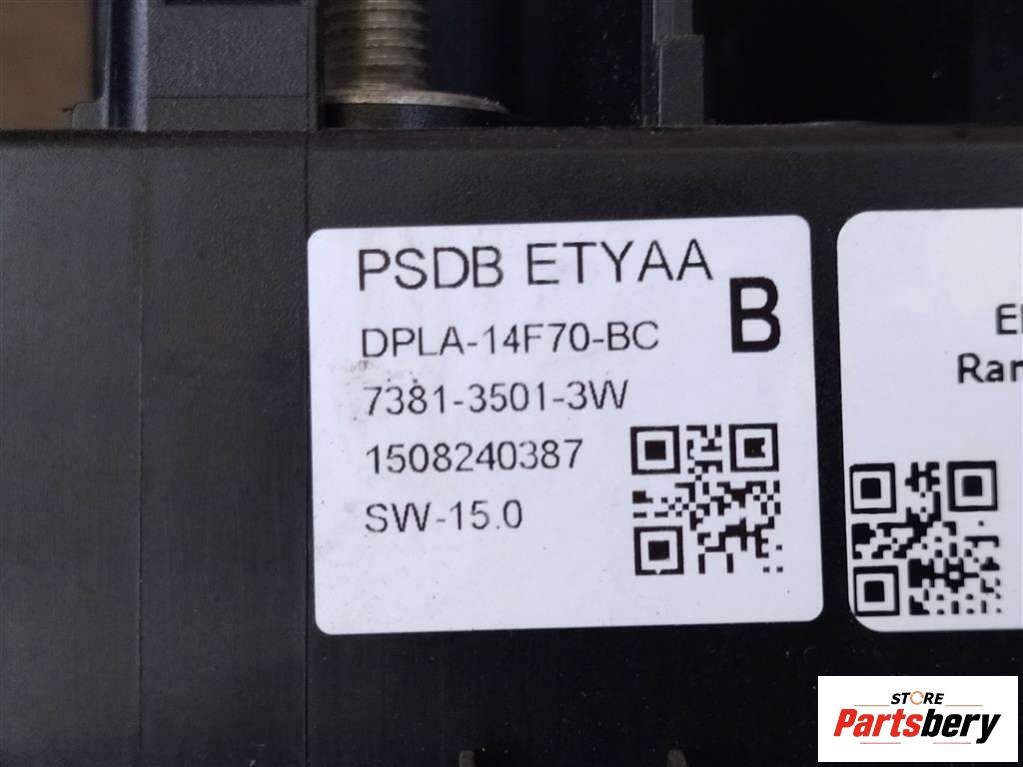 PSDB ETYAA
B
DPLA-14F70-BC
7381-3501-3W
1508240387
SW-15.0
STORE
Partsbery